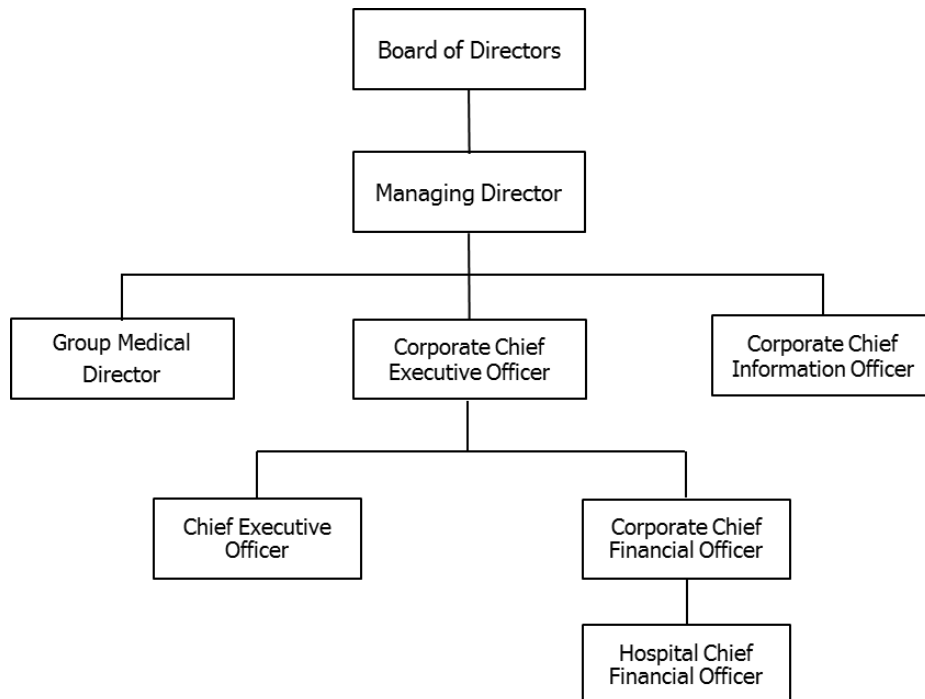 Board of Directors
Managing Director
Group Medical
Director
Corporate Chief
Executive Officer
Corporate Chief
Information Officer
Chief Executive
Officer
Corporate Chief
Financial Officer
Hospital Chief
Financial Officer